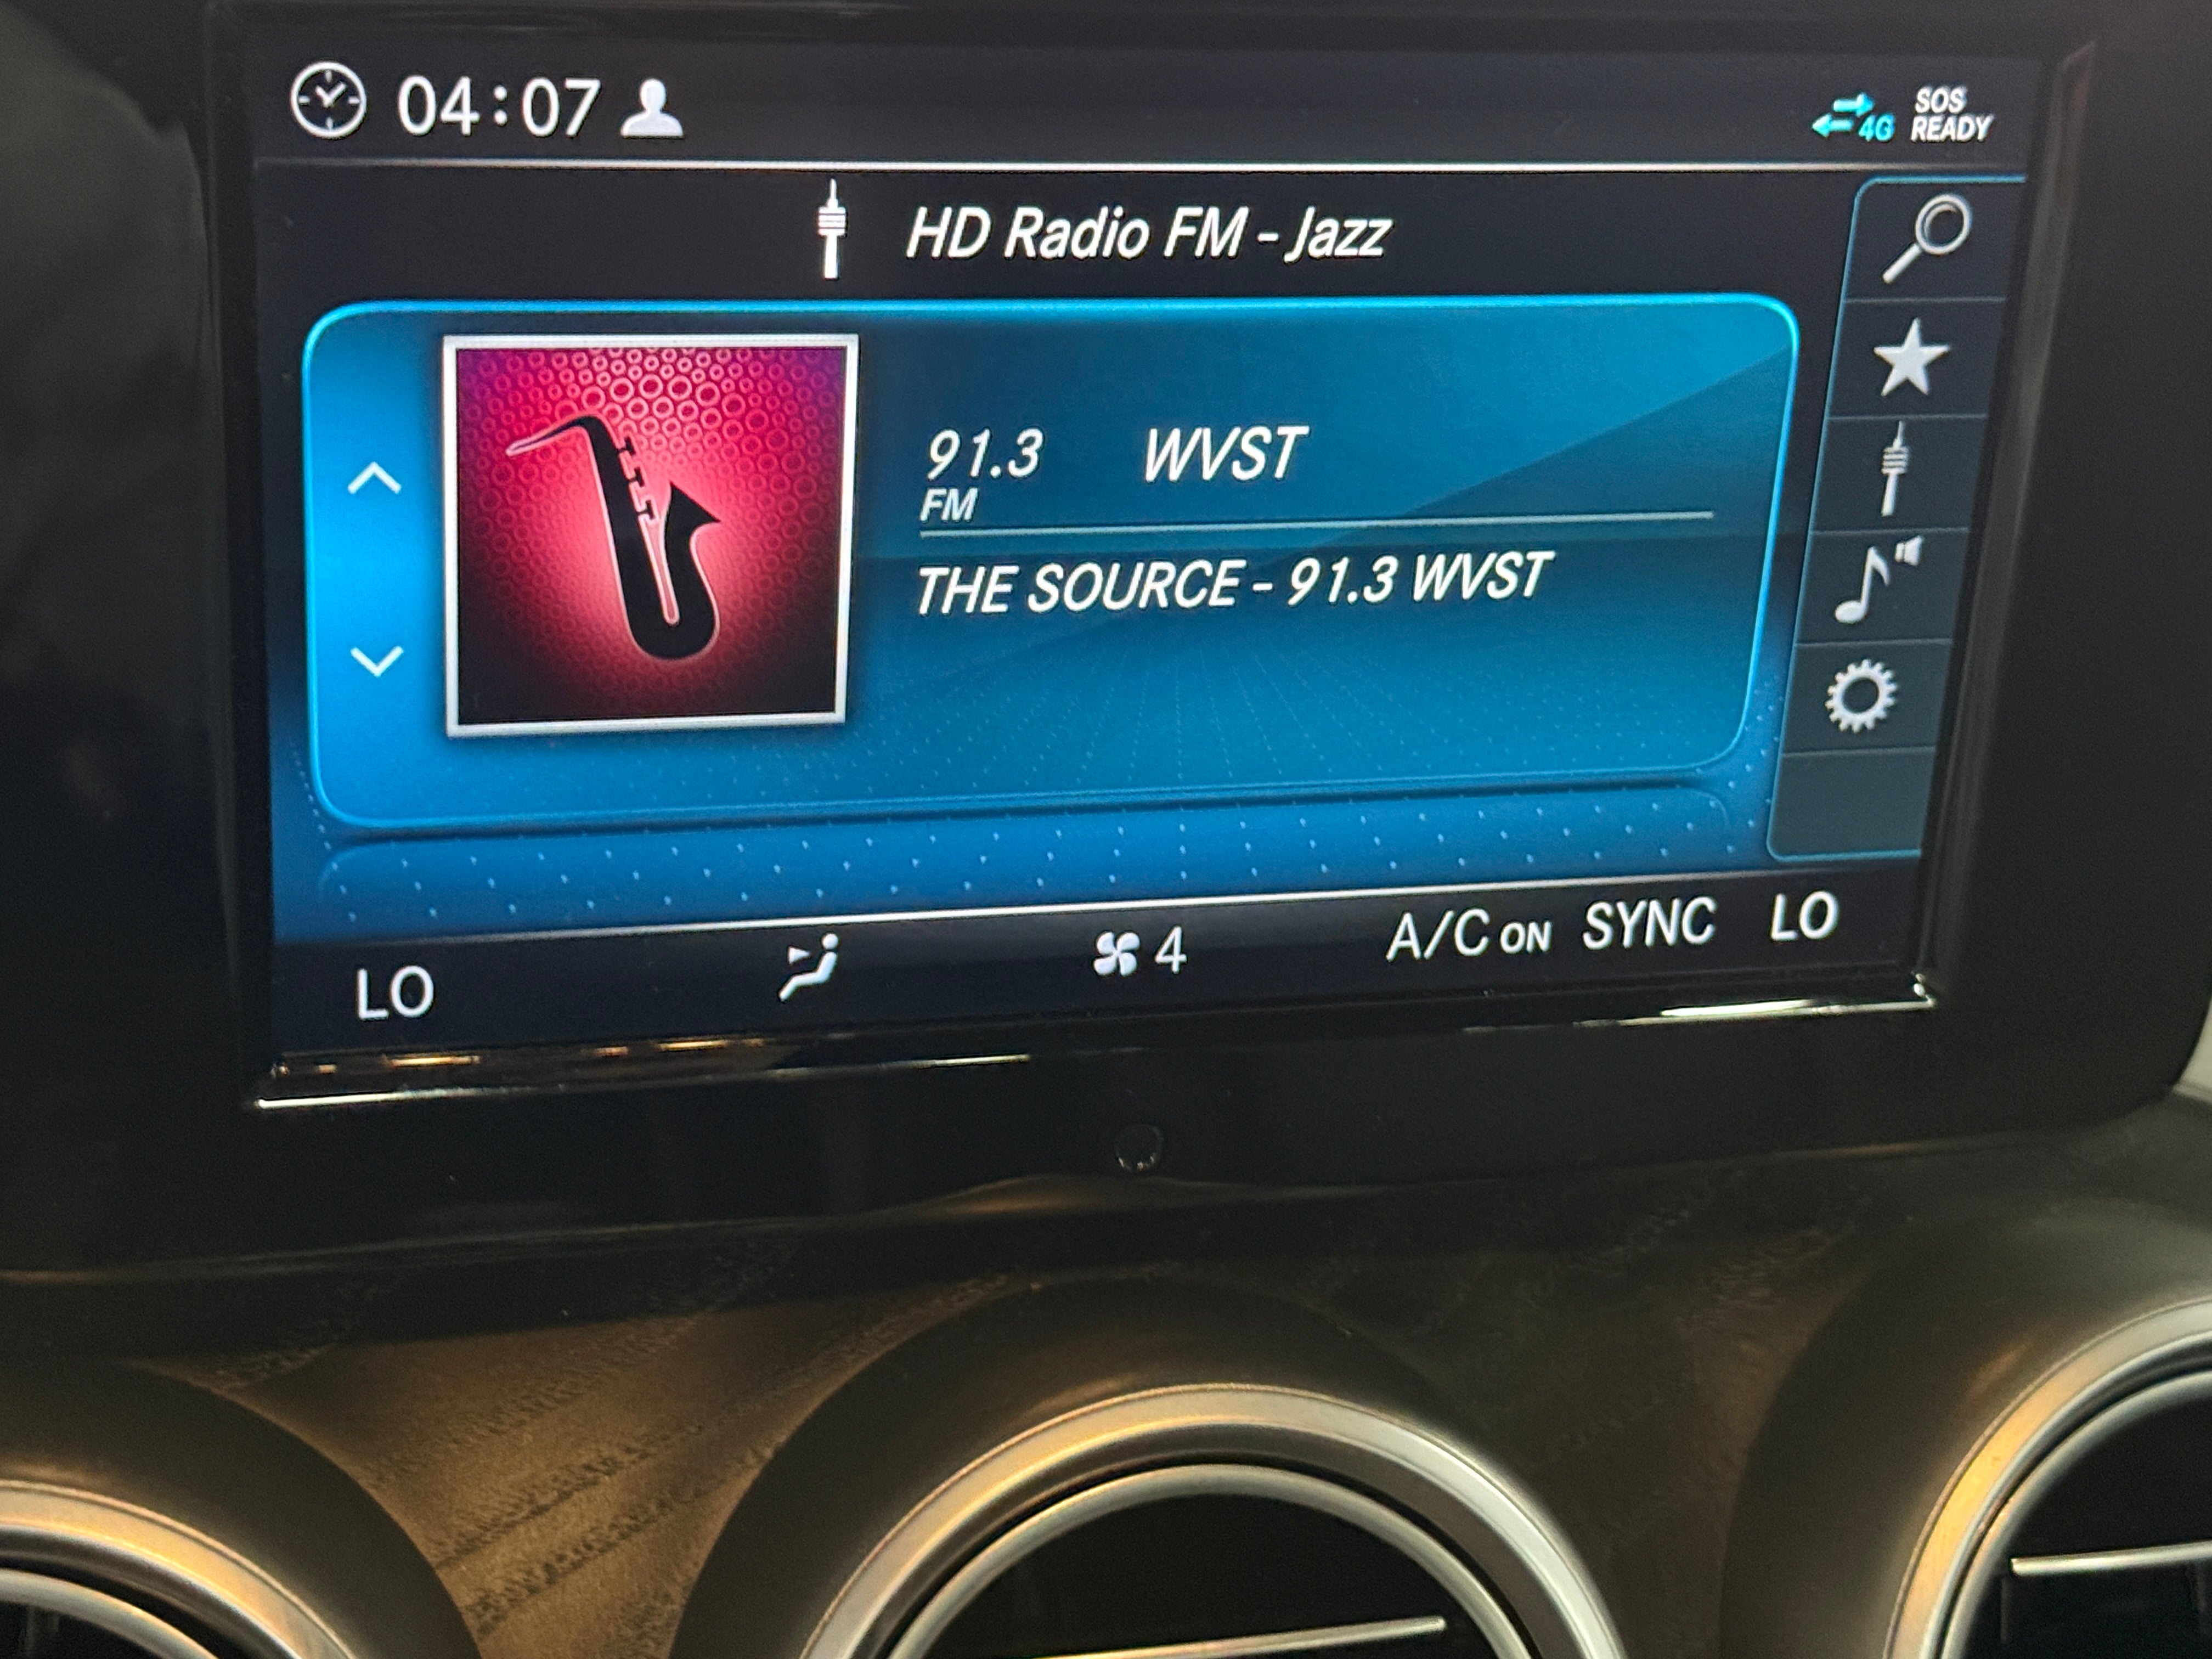 04:07
4G
SOS
READY
HD Radio FM - Jazz
91.3 WVST
FM
THE SOURCE - 91.3 WVST
LO 4 A/C ON SYNC LO